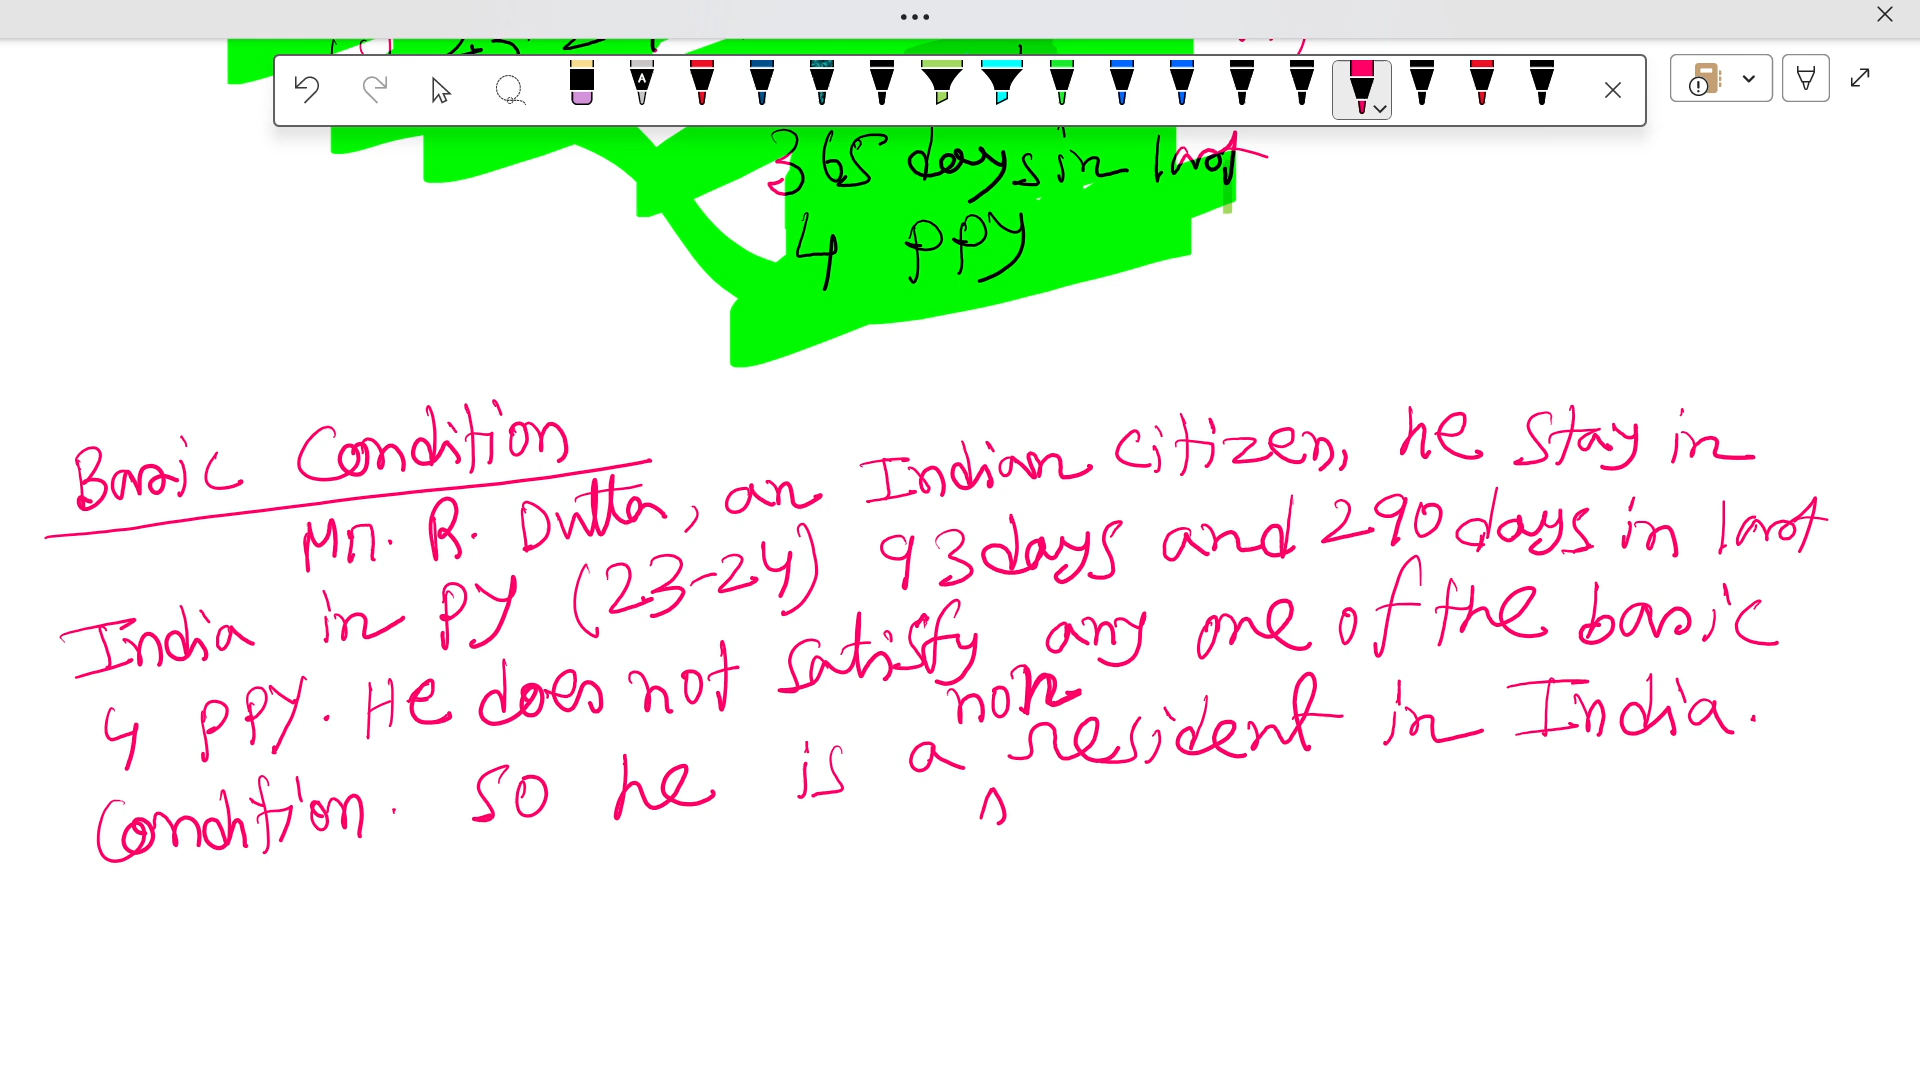 365 days in last
4 PPY
Basic Condition
Mr. R. Dutta, an Indian citizen, he stay in
India in PY (23-24) 93 days and 290 days in last
4 PPY. He does not satisfy any one of the basic
condition. So he is a non resident in India.